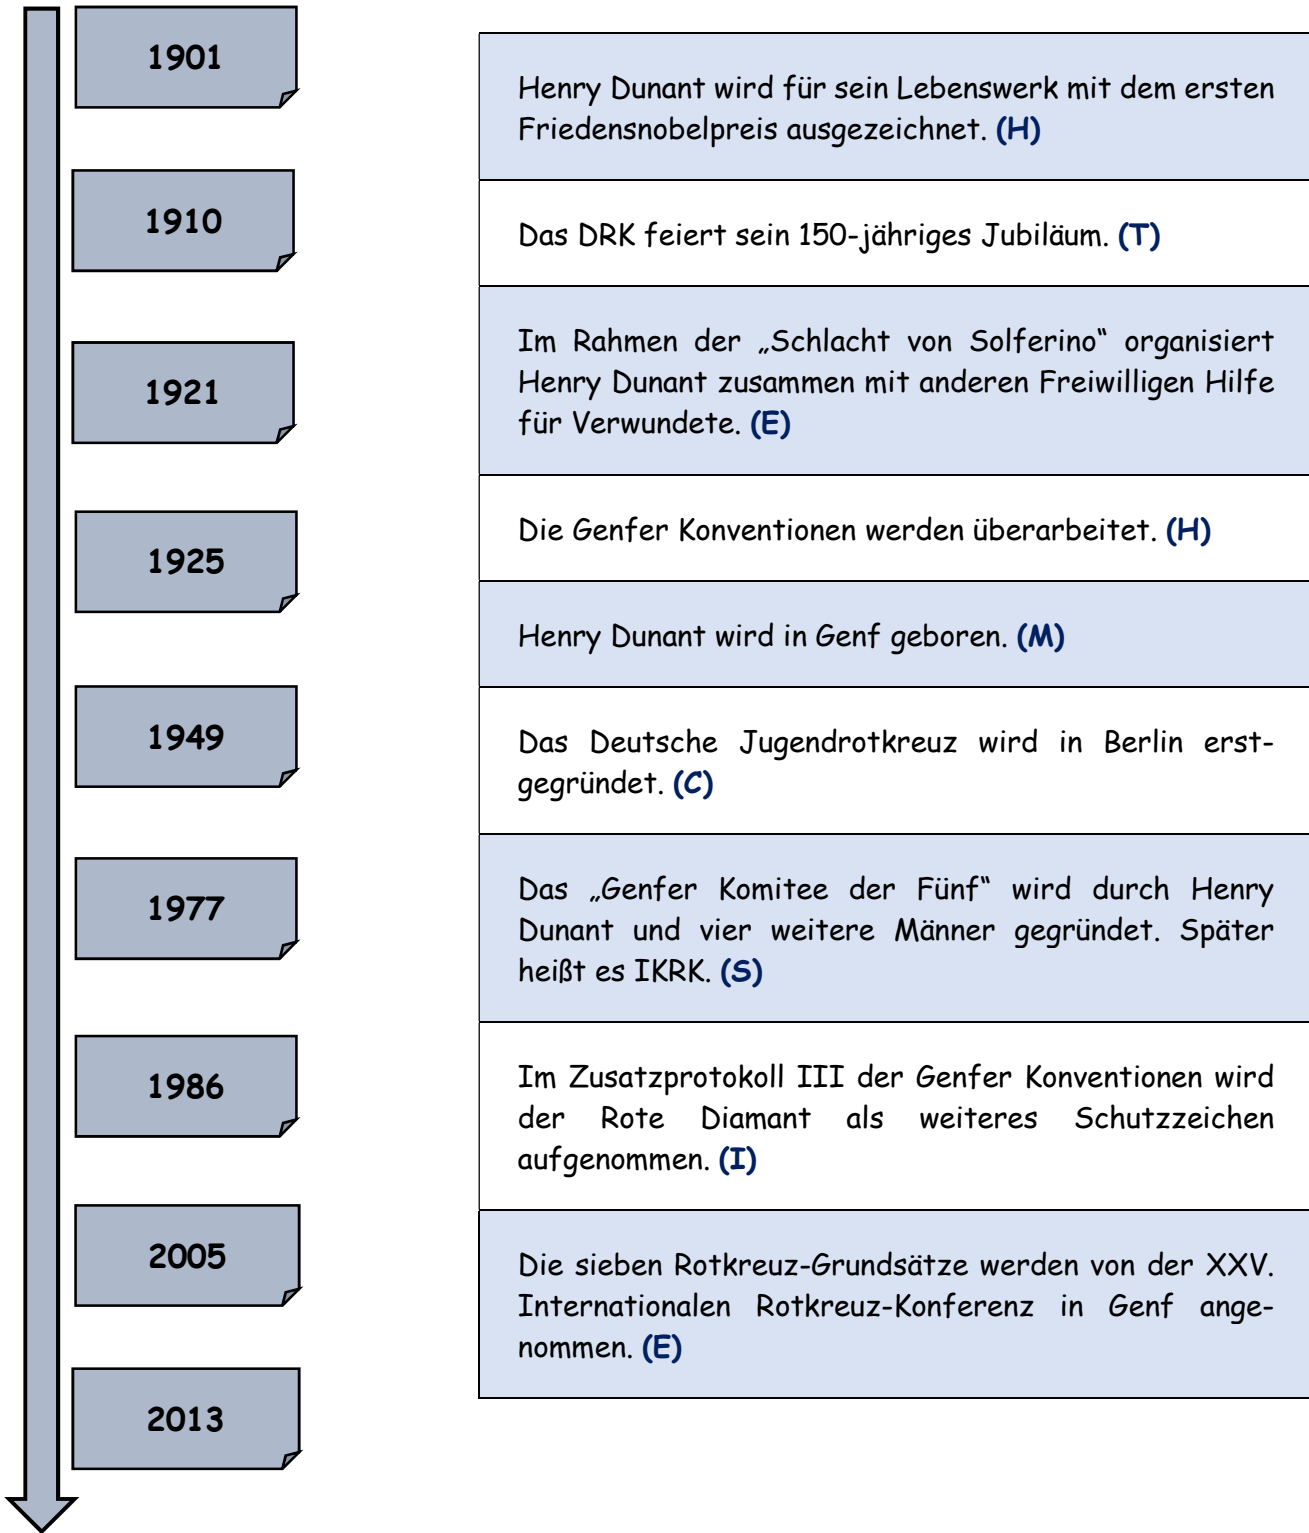 1901
1910
1921
1925
1949
1977
1986
2005
2013
Henry Dunant wird für sein Lebenswerk mit dem ersten
Friedensnobelpreis ausgezeichnet. (H)
Das DRK feiert sein 150-jähriges Jubiläum. (T)
Im Rahmen der „Schlacht von Solferino“ organisiert
Henry Dunant zusammen mit anderen Freiwilligen Hilfe
für Verwundete. (E)
Die Genfer Konventionen werden überarbeitet. (H)
Henry Dunant wird in Genf geboren. (M)
Das Deutsche Jugendrotkreuz wird in Berlin erst-
gegründet. (C)
Das „Genfer Komitee der Fünf“ wird durch Henry
Dunant und vier weitere Männer gegründet. Später
heißt es IKRK. (S)
Im Zusatzprotokoll III der Genfer Konventionen wird
der Rote Diamant als weiteres Schutzzeichen
aufgenommen. (I)
Die sieben Rotkreuz-Grundsätze werden von der XXV.
Internationalen Rotkreuz-Konferenz in Genf ange-
nommen. (E)